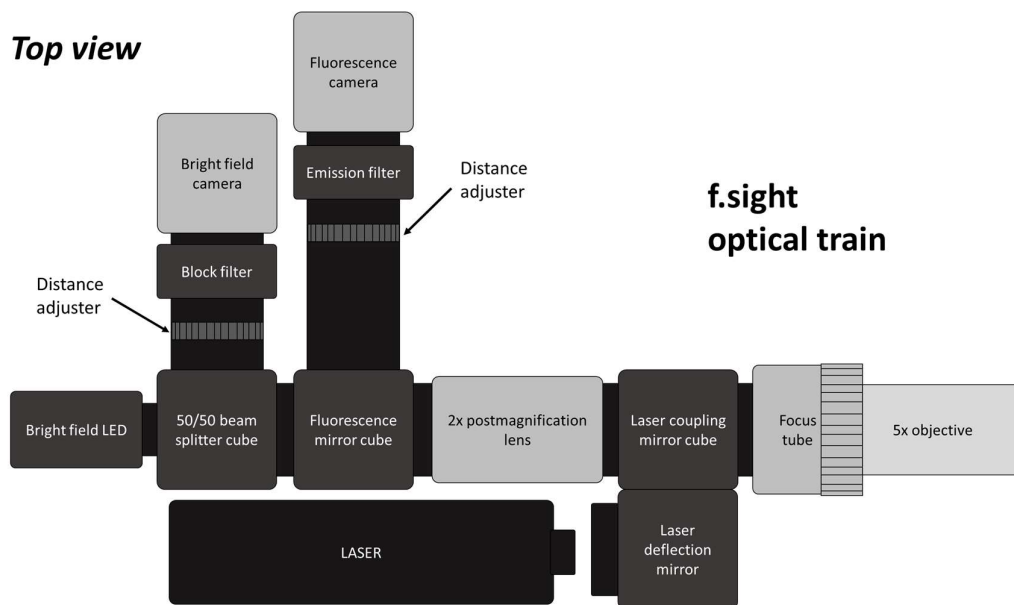 Top view
Fluorescence
camera
Bright field
camera
Emission filter
Distance
adjuster
f.sight
optical train
Block filter
Distance
adjuster
Bright field LED
50/50 beam
splitter cube
Fluorescence
mirror cube
2x postmagnification
lens
Laser coupling
mirror cube
Focus
tube
5x objective
LASER
Laser
deflection
mirror